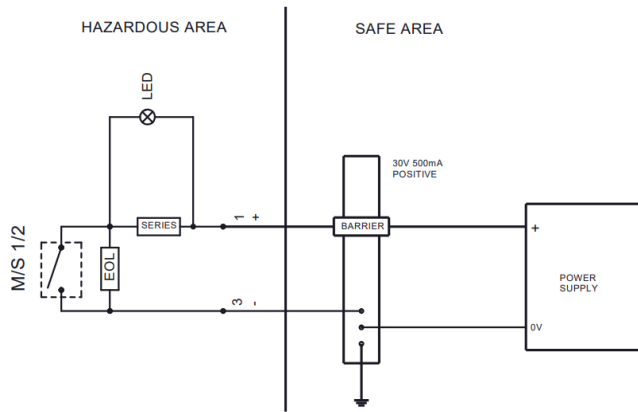 HAZARDOUS AREA
SAFE AREA
LED
30V 500mA
POSITIVE
SERIES
1 +
BARRIER
+
M/S 1/2
EOL
POWER
SUPPLY
3 -
0V